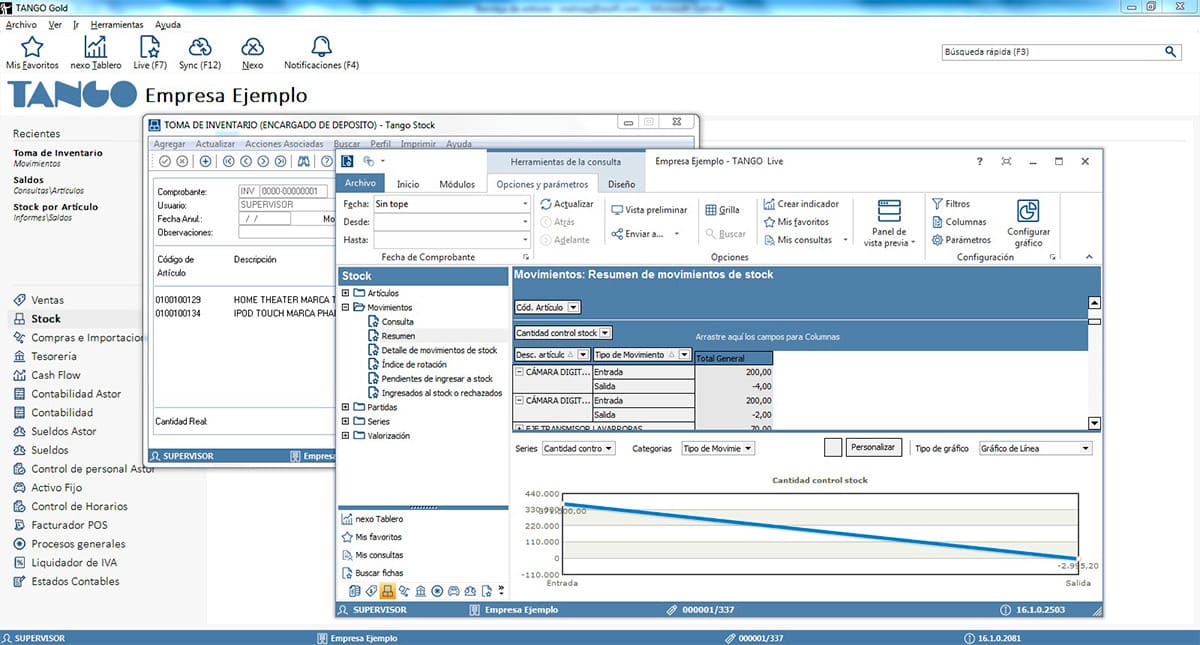 TANGO Gold
Archivo Ver Ir Herramientas Ayuda
Mis Favoritos nexo Tablero Live (F7) Sync (F12) Nexo Notificaciones (F4)
Búsqueda rápida (F3)
TANGO Empresa Ejemplo
Recientes
Toma de Inventario
Movimientos
Saldos
Consultas\Artículos
Stock por Artículo
Informes\Saldos
Ventas
Stock
Compras e Importacion
Tesorería
Cash Flow
Contabilidad Astor
Contabilidad
Sueldos Astor
Sueldos
Control de personal Astor
Activo Fijo
Control de Horarios
Facturador POS
Procesos generales
Liquidador de IVA
Estados Contables
TOMA DE INVENTARIO (ENCARGADO DE DEPOSITO) - Tango Stock
Agregar Actualizar Acciones Asociadas Buscar Perfil Imprimir Ayuda
Comprobante: INV 0000-00000001
Usuario: SUPERVISOR
Fecha Anul.: / / Mo
Observaciones:
Código de Artículo Descripción
0100100129 HOME THEATER MARCA T
0100100134 IPOD TOUCH MARCA PHA
Cantidad Real:
SUPERVISOR Empres
Herramientas de la consulta Empresa Ejemplo - TANGO Live
Archivo Inicio Módulos Opciones y parámetros Diseño
Fecha: Sin tope
Desde:
Hasta:
Fecha de Comprobante
Actualizar
Atrás
Adelante
Vista preliminar
Enviar a...
Grilla
Buscar
Crear indicador
Mis favoritos
Mis consultas
Opciones
Panel de vista previa
Filtros
Columnas
Parámetros
Configurar gráfico
Configuración
Stock
Artículos
Movimientos
Consulta
Resumen
Detalle de movimientos de stock
Índice de rotación
Pendientes de ingresar a stock
Ingresados al stock o rechazados
Partidas
Series
Valorización
nexo Tablero
Mis favoritos
Mis consultas
Buscar fichas
Movimientos: Resumen de movimientos de stock
Cód. Artículo
Cantidad control stock Arrastre aquí los campos para Columnas
Desc. artículo Tipo de Movimiento Total General
CÁMARA DIGIT... Entrada 200,00
Salida -4,00
CÁMARA DIGIT... Entrada 200,00
Salida -2,00
EJE TRANSMISOR LAVARROPAS 70,00
Series Cantidad contro Categorias Tipo de Movimie Personalizar Tipo de gráfico Gráfico de Línea
Cantidad control stock
440.000
330.000
220.000
110.000
0
-110.000
-2.995,20
Entrada Salida
SUPERVISOR Empresa Ejemplo 000001/337 16.1.0.2503
SUPERVISOR Empresa Ejemplo 000001/337 16.1.0.2081